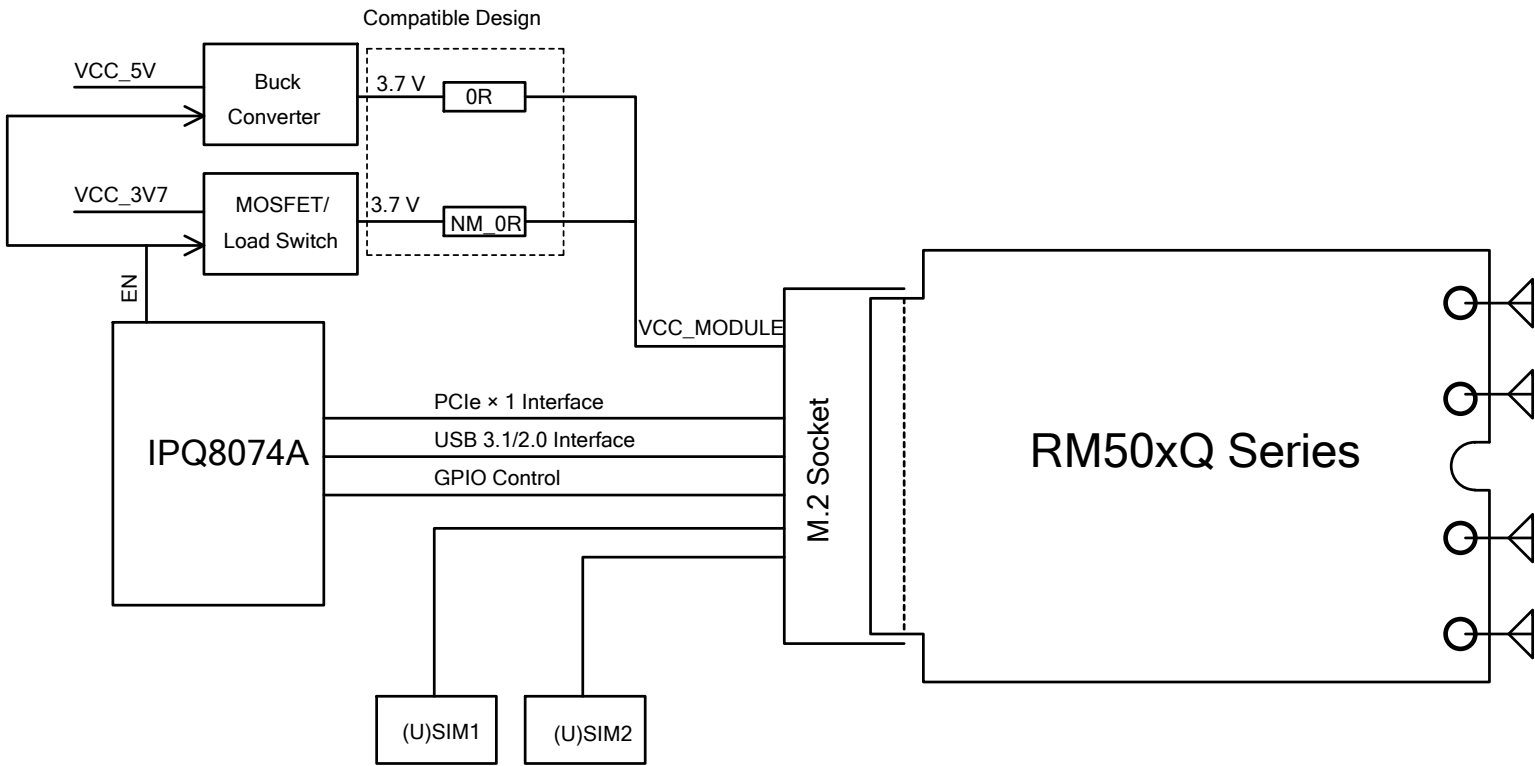 Compatible Design
VCC_5V
Buck
Converter
3.7 V
0R
VCC_3V7
MOSFET/
Load Switch
3.7 V
NM_0R
EN
VCC_MODULE
IPQ8074A
PCIe × 1 Interface
USB 3.1/2.0 Interface
GPIO Control
M.2 Socket
RM50xQ Series
(U)SIM1
(U)SIM2